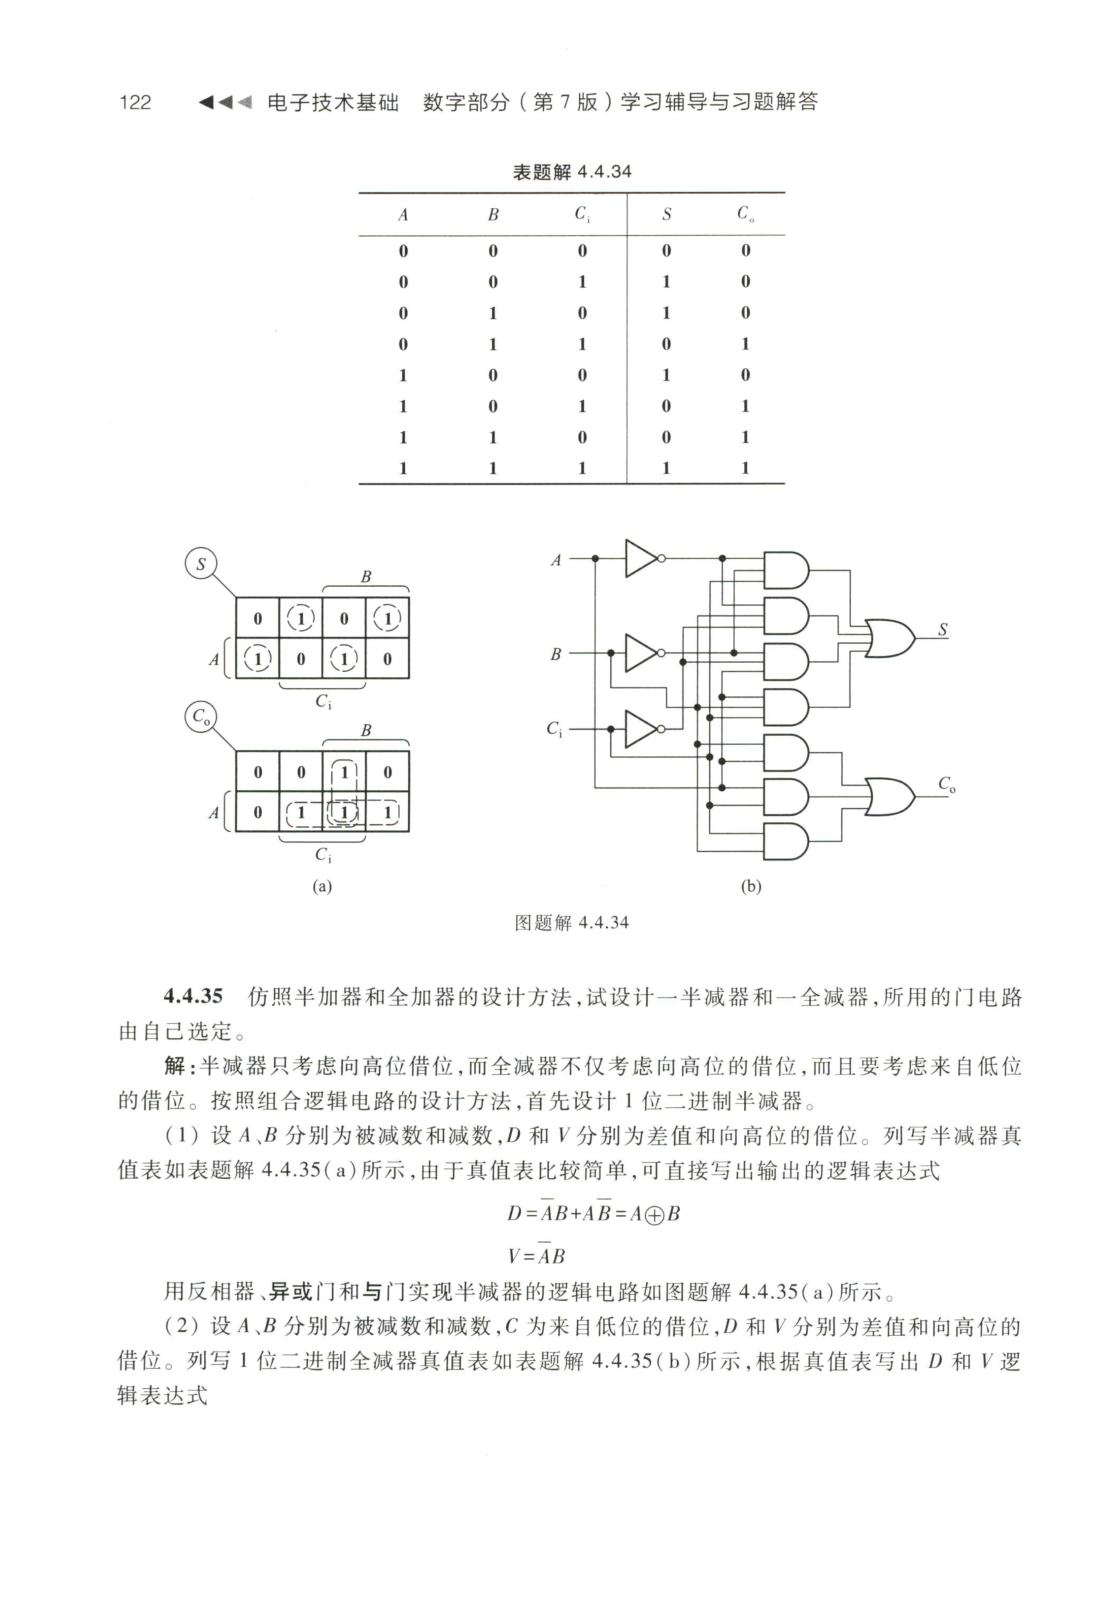 122 ◀◀◀ 电子技术基础 数字部分（第7版）学习辅导与习题解答
表题解 4.4.34
A B Cᵢ S Cₒ
0 0 0 0 0
0 0 1 1 0
0 1 0 1 0
0 1 1 0 1
1 0 0 1 0
1 0 1 0 1
1 1 0 0 1
1 1 1 1 1
S
B
0 1 0 1
A 1 0 1 0
Cᵢ
Cₒ
B
0 0 1 0
A 0 1 1 1
Cᵢ
(a)
A
B
Cᵢ
S
Cₒ
(b)
图题解 4.4.34
4.4.35 仿照半加器和全加器的设计方法,试设计一半减器和一全减器,所用的门电路
由自己选定。
解:半减器只考虑向高位借位,而全减器不仅考虑向高位的借位,而且要考虑来自低位
的借位。按照组合逻辑电路的设计方法,首先设计 1 位二进制半减器。
(1) 设 A、B 分别为被减数和减数,D 和 V 分别为差值和向高位的借位。列写半减器真
值表如表题解 4.4.35(a)所示,由于真值表比较简单,可直接写出输出的逻辑表达式
D=A̅B+AB̅=A⊕B
V=A̅B
用反相器、异或门和与门实现半减器的逻辑电路如图题解 4.4.35(a)所示。
(2) 设 A、B 分别为被减数和减数,C 为来自低位的借位,D 和 V 分别为差值和向高位的
借位。列写 1 位二进制全减器真值表如表题解 4.4.35(b)所示,根据真值表写出 D 和 V 逻
辑表达式